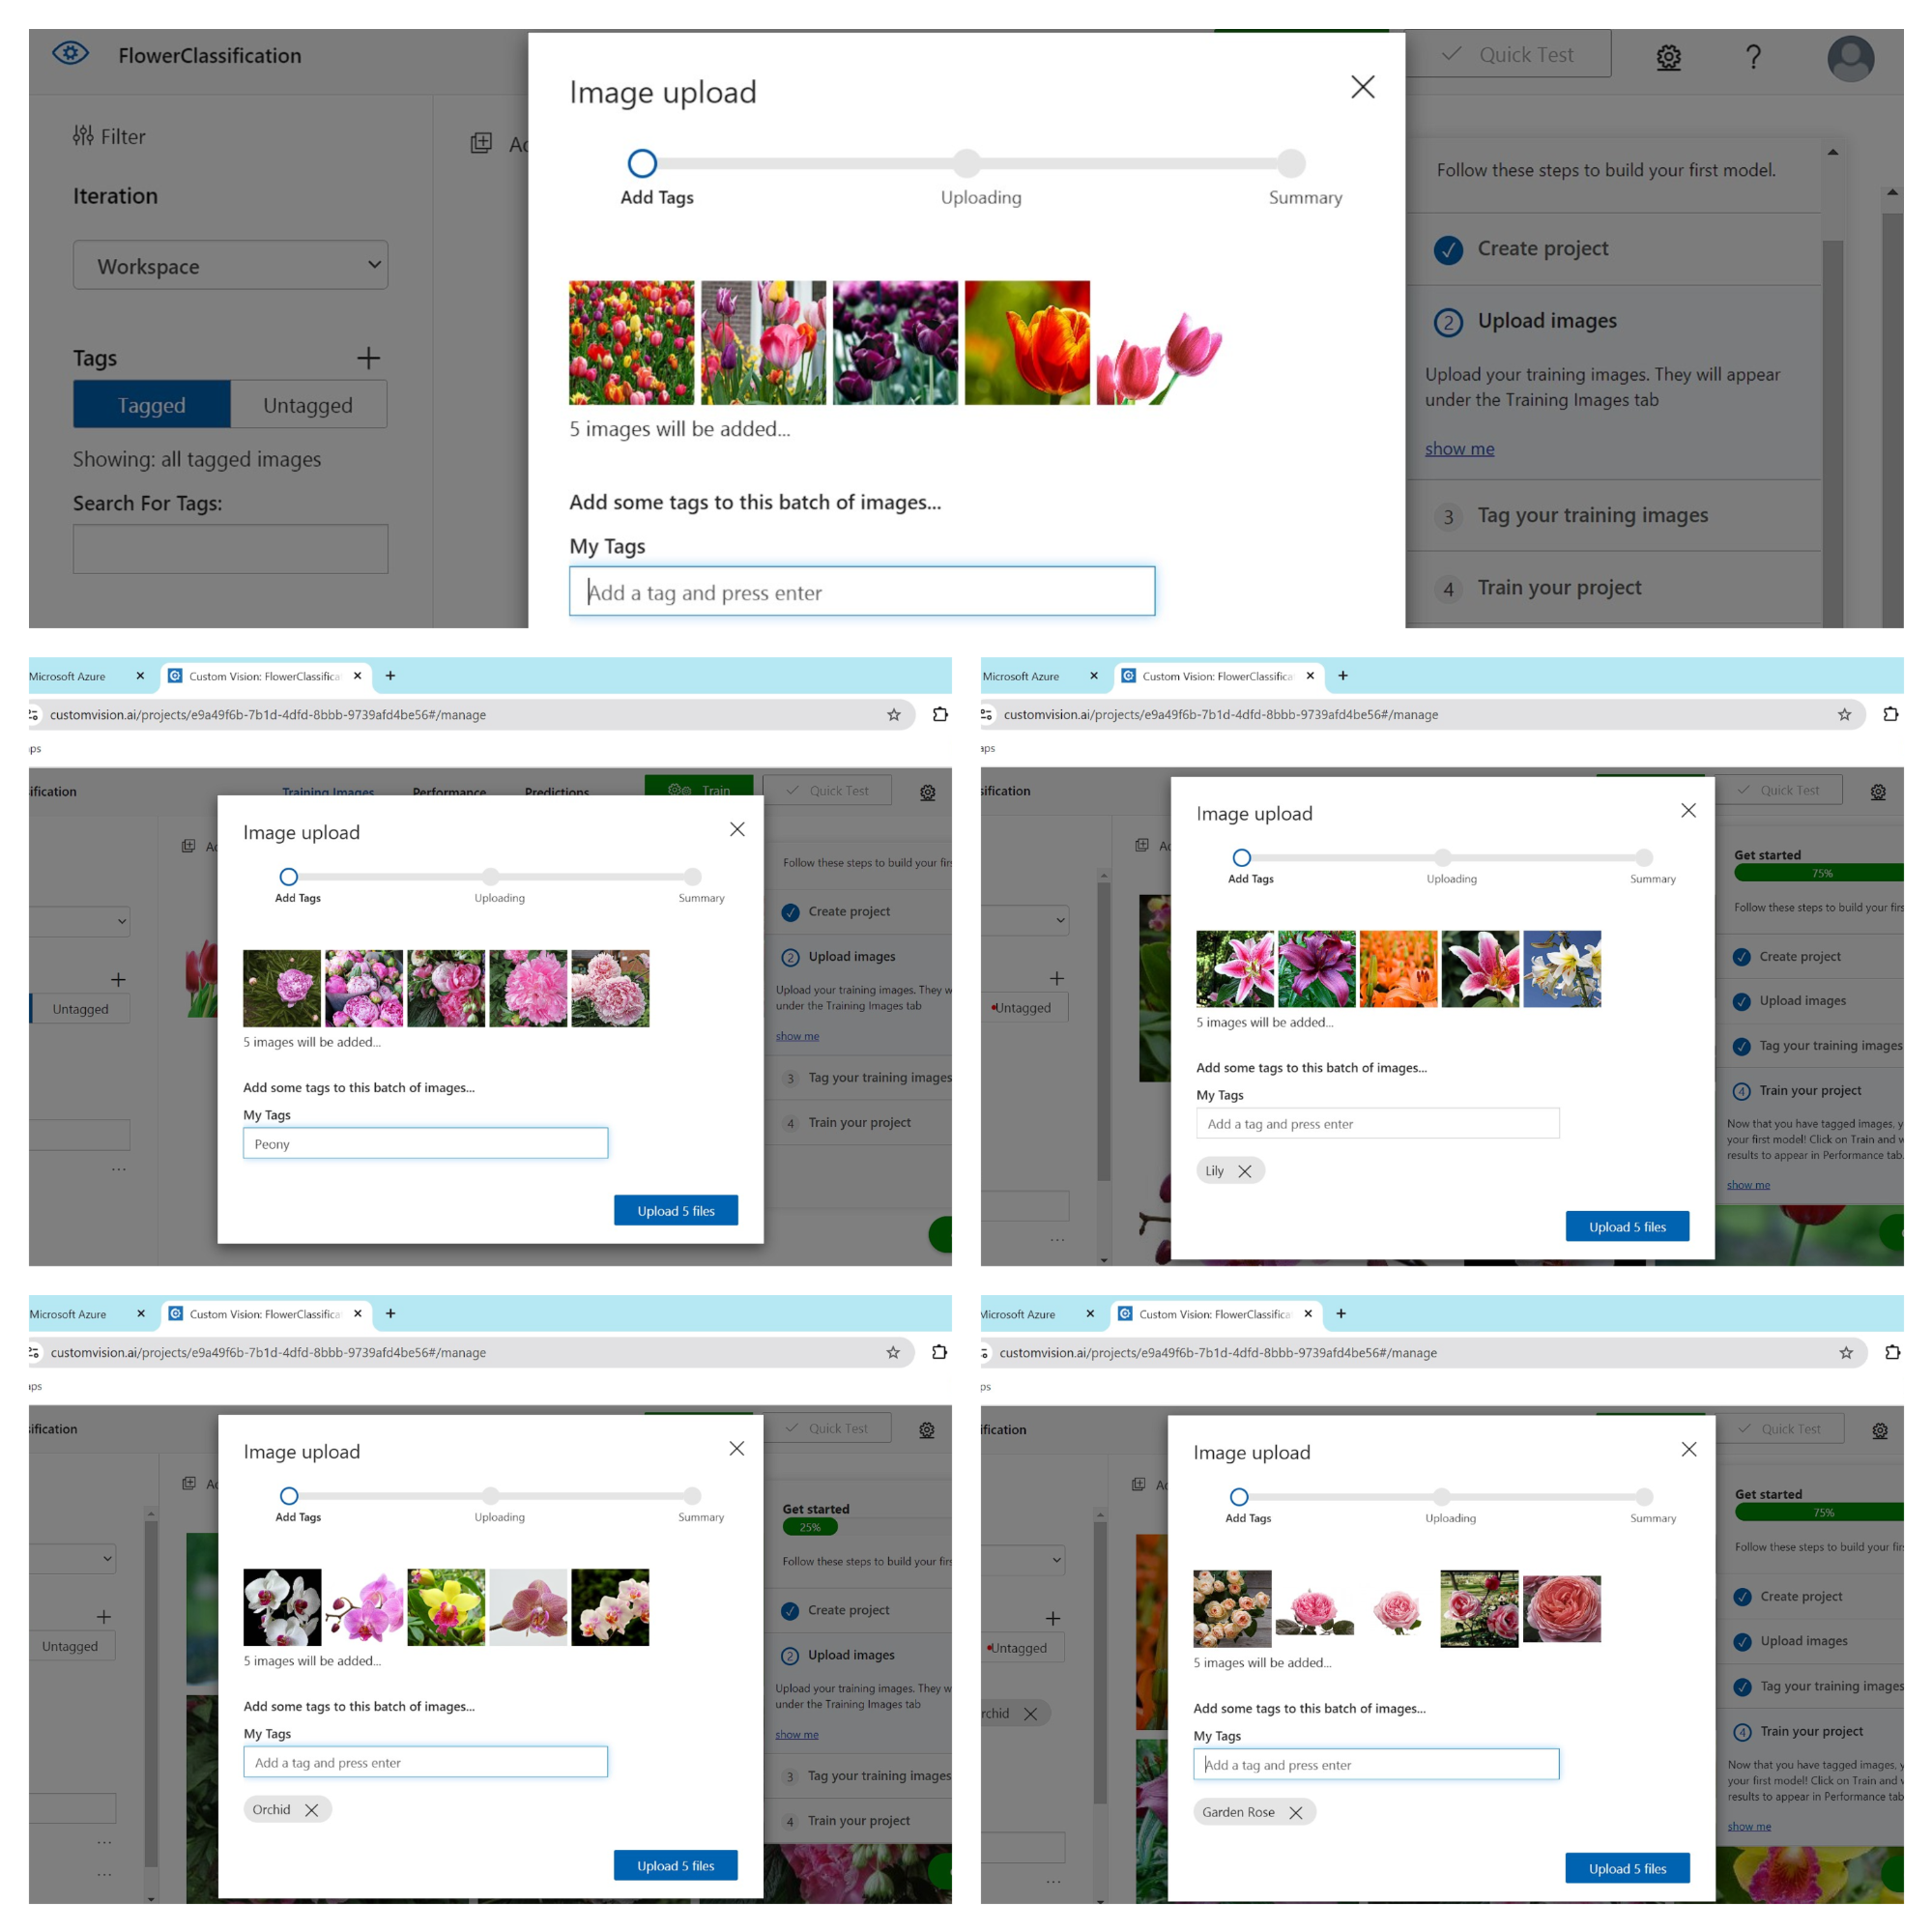 FlowerClassification
Quick Test
?
Filter
Iteration
Workspace
Tags
Tagged
Untagged
Showing: all tagged images
Search For Tags:
Image upload
Add Tags
Uploading
Summary
5 images will be added...
Add some tags to this batch of images...
My Tags
Add a tag and press enter
Follow these steps to build your first model.
Create project
2 Upload images
Upload your training images. They will appear
under the Training Images tab
show me
3 Tag your training images
4 Train your project
Microsoft Azure
Custom Vision: FlowerClassifica
customvision.ai/projects/e9a49f6b-7b1d-4dfd-8bbb-9739afd4be56#/manage
ification
Training Images
Performance
Predictions
Train
Quick Test
Untagged
Image upload
Add Tags
Uploading
Summary
5 images will be added...
Add some tags to this batch of images...
My Tags
Peony
Upload 5 files
Follow these steps to build your firs
Create project
2 Upload images
Upload your training images. They w
under the Training Images tab
show me
3 Tag your training images
4 Train your project
Microsoft Azure
Custom Vision: FlowerClassifica
customvision.ai/projects/e9a49f6b-7b1d-4dfd-8bbb-9739afd4be56#/manage
aps
sification
Quick Test
Untagged
Image upload
Add Tags
Uploading
Summary
5 images will be added...
Add some tags to this batch of images...
My Tags
Add a tag and press enter
Lily
Upload 5 files
Get started
75%
Follow these steps to build your firs
Create project
Upload images
Tag your training images
4 Train your project
Now that you have tagged images, y
your first model! Click on Train and w
results to appear in Performance tab.
show me
Microsoft Azure
Custom Vision: FlowerClassifica
customvision.ai/projects/e9a49f6b-7b1d-4dfd-8bbb-9739afd4be56#/manage
aps
sification
Quick Test
Untagged
Image upload
Add Tags
Uploading
Summary
5 images will be added...
Add some tags to this batch of images...
My Tags
Add a tag and press enter
Orchid
Upload 5 files
Get started
25%
Follow these steps to build your firs
Create project
2 Upload images
Upload your training images. They w
under the Training Images tab
show me
3 Tag your training images
4 Train your project
Microsoft Azure
Custom Vision: FlowerClassifica
customvision.ai/projects/e9a49f6b-7b1d-4dfd-8bbb-9739afd4be56#/manage
ps
ification
Quick Test
Untagged
rchid
Image upload
Add Tags
Uploading
Summary
5 images will be added...
Add some tags to this batch of images...
My Tags
Add a tag and press enter
Garden Rose
Upload 5 files
Get started
75%
Follow these steps to build your firs
Create project
Upload images
Tag your training images
4 Train your project
Now that you have tagged images, y
your first model! Click on Train and v
results to appear in Performance tab
show me